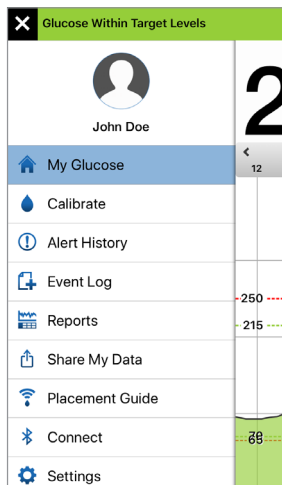 Glucose Within Target Levels
John Doe
2
12
My Glucose
Calibrate
Alert History
Event Log
250
Reports
215
Share My Data
Placement Guide
Connect
65
Settings